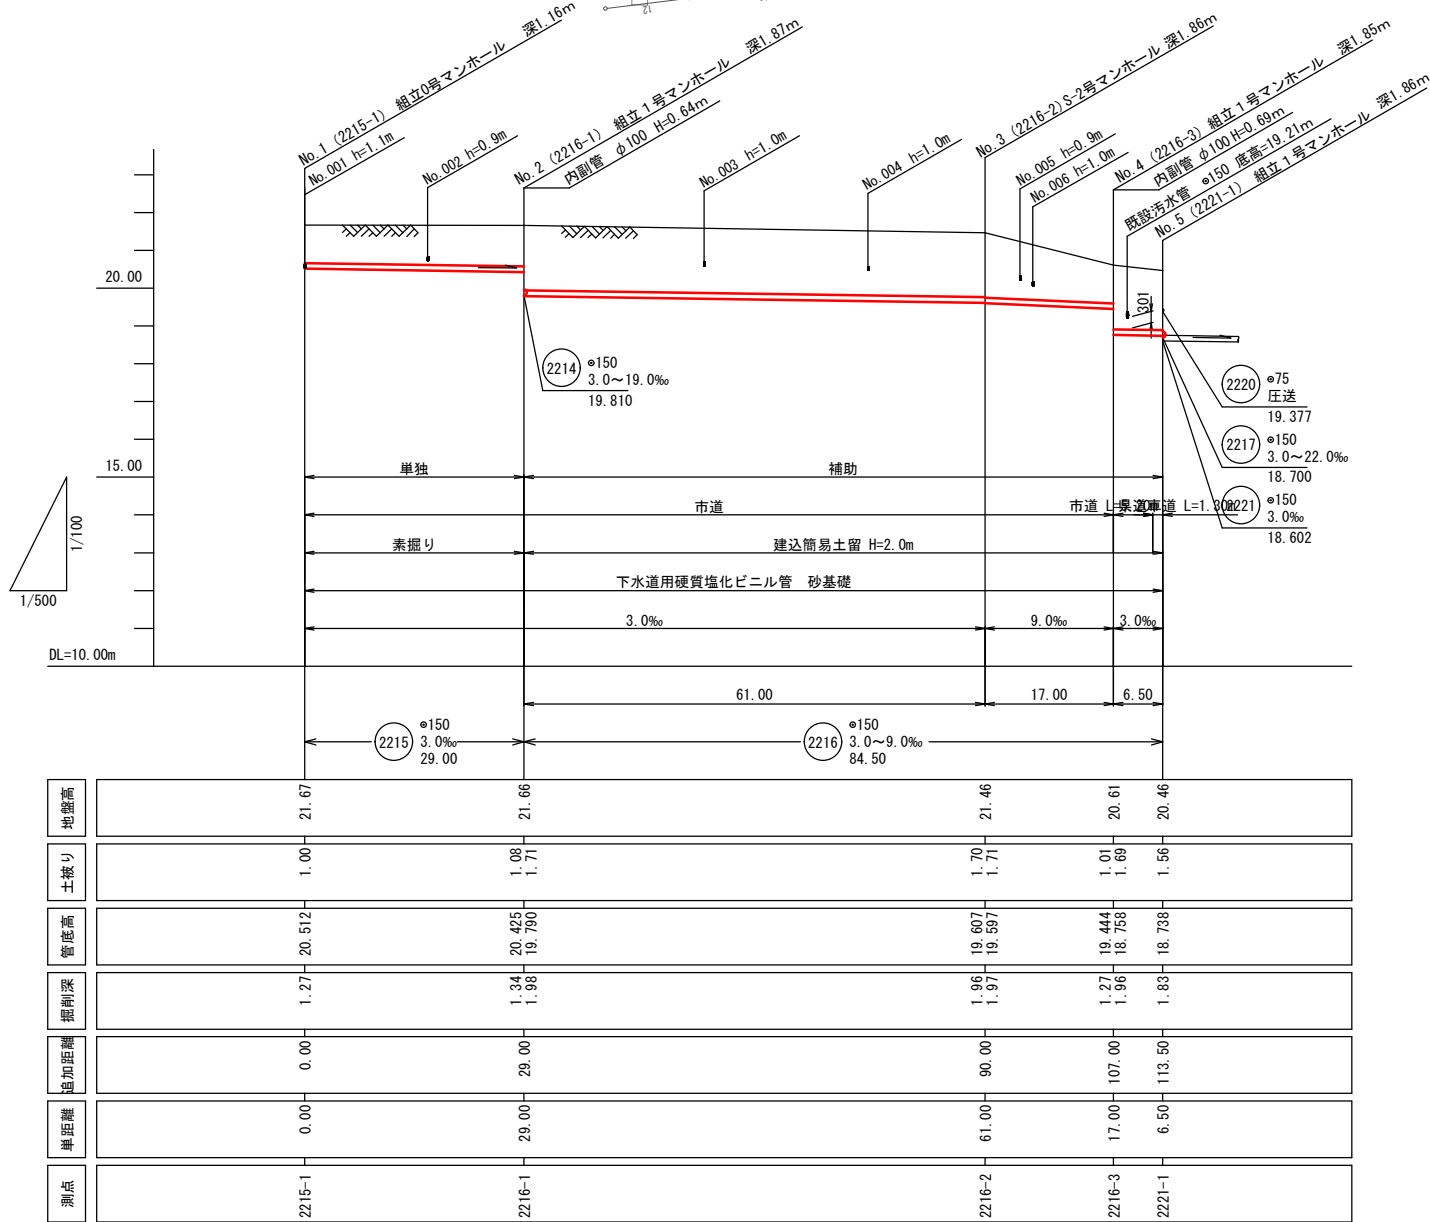 12
No.1 (2215-1) 組立0号マンホール 深1.16m
No.001 h=1.1m
No.002 h=0.9m
No.2 (2216-1) 組立1号マンホール 深1.87m
内副管 φ100 H=0.64m
No.003 h=1.0m
No.004 h=1.0m
No.3 (2216-2) S-2号マンホール 深1.86m
No.005 h=0.9m
No.006 h=1.0m
No.4 (2216-3) 組立1号マンホール 深1.85m
内副管 φ100 H=0.69m
既設汚水管 ⊙150 底高=19.21m
No.5 (2221-1) 組立1号マンホール 深1.86m
20.00
301
2214 ⊙150
3.0～19.0‰
19.810
2220 ⊙75
圧送
19.377
2217 ⊙150
3.0～22.0‰
18.700
2221 ⊙150
3.0‰
18.602
15.00
単独 補助
市道 市道 県道車道 L=1.30m
素掘り 建込簡易土留 H=2.0m
1/100
1/500
下水道用硬質塩化ビニル管 砂基礎
3.0‰ 9.0‰ 3.0‰
DL=10.00m
61.00 17.00 6.50
2215 ⊙150
3.0‰
29.00
2216 ⊙150
3.0～9.0‰
84.50
地盤高 21.67 21.66 21.46 20.61 20.46
土被り 1.00 1.08 1.71 1.70 1.71 1.01 1.69 1.56
管底高 20.512 20.425 19.790 19.607 19.597 19.444 18.758 18.738
掘削深 1.27 1.34 1.98 1.96 1.97 1.27 1.96 1.83
追加距離 0.00 29.00 90.00 107.00 113.50
単距離 0.00 29.00 61.00 17.00 6.50
測点 2215-1 2216-1 2216-2 2216-3 2221-1